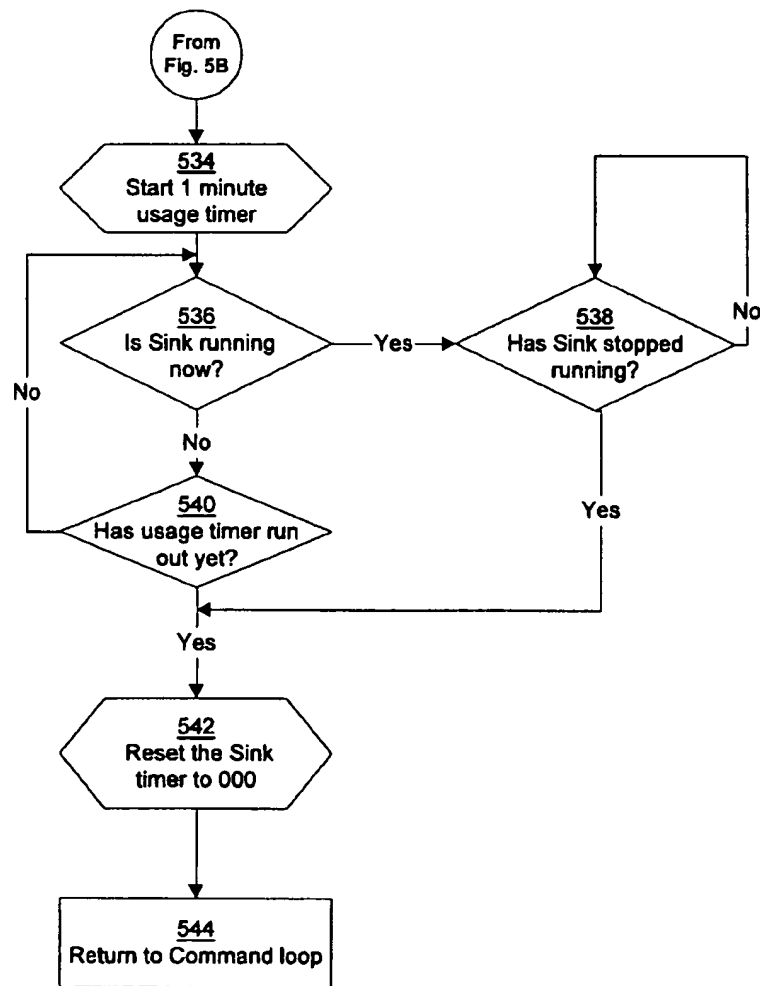 From
Fig. 5B
534
Start 1 minute
usage timer
536
Is Sink running
now?
Yes
538
Has Sink stopped
running?
No
No
No
540
Has usage timer run
out yet?
Yes
Yes
542
Reset the Sink
timer to 000
544
Return to Command loop